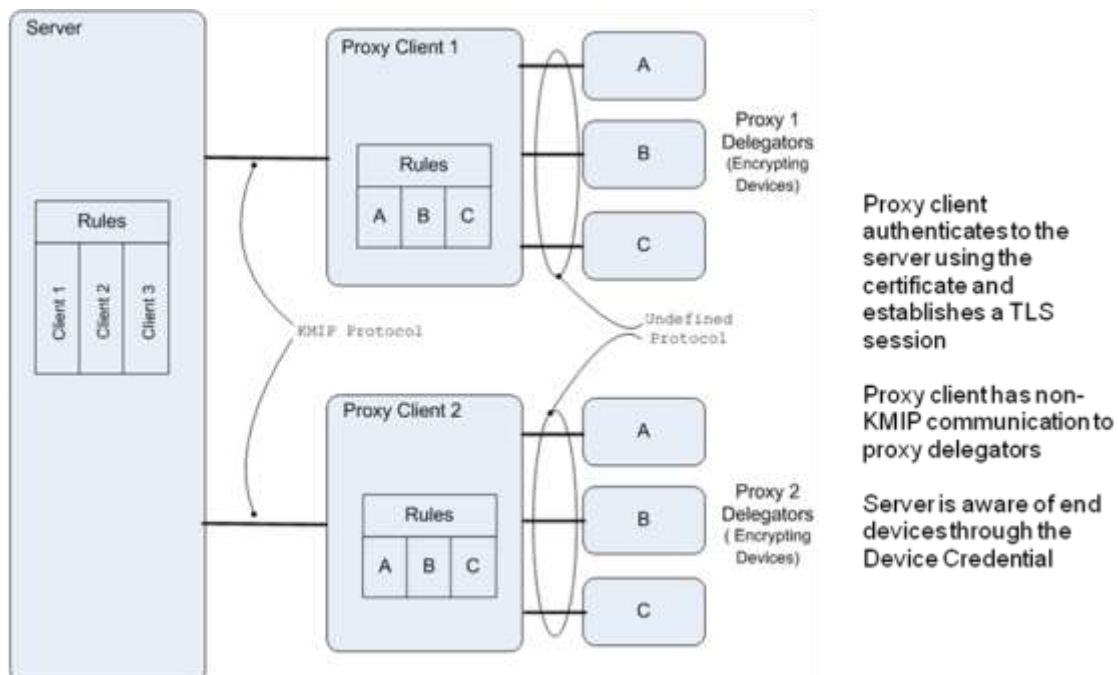 Server
Rules
Client 1
Client 2
Client 3
KMIP Protocol
Proxy Client 1
Rules
A B C
A
B
C
Proxy 1
Delegators
(Encrypting
Devices)
Undefined
Protocol
Proxy Client 2
Rules
A B C
A
B
C
Proxy 2
Delegators
( Encrypting
Devices)
Proxy client
authenticates to the
server using the
certificate and
establishes a TLS
session
Proxy client has non-
KMIP communication to
proxy delegators
Server is aware of end
devices through the
Device Credential